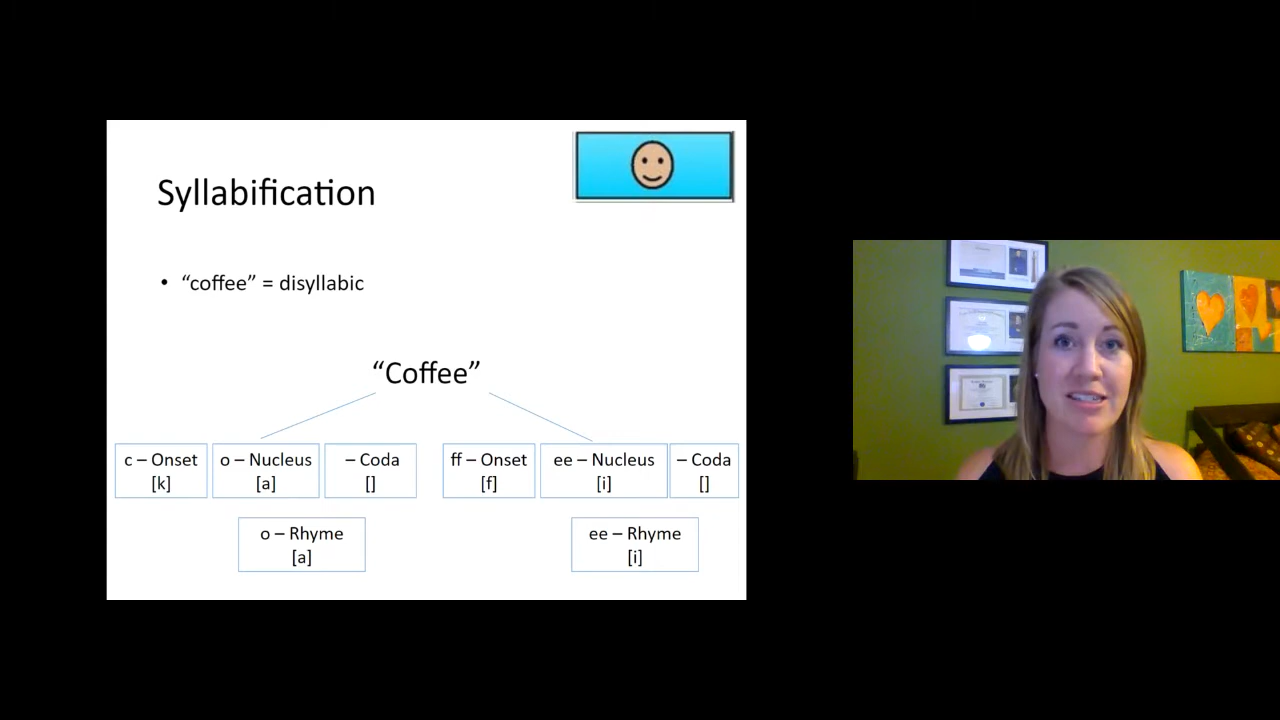 Syllabification
• “coffee” = disyllabic
“Coffee”
c – Onset
[k]
o – Nucleus
[a]
– Coda
[]
ff – Onset
[f]
ee – Nucleus
[i]
– Coda
[]
o – Rhyme
[a]
ee – Rhyme
[i]